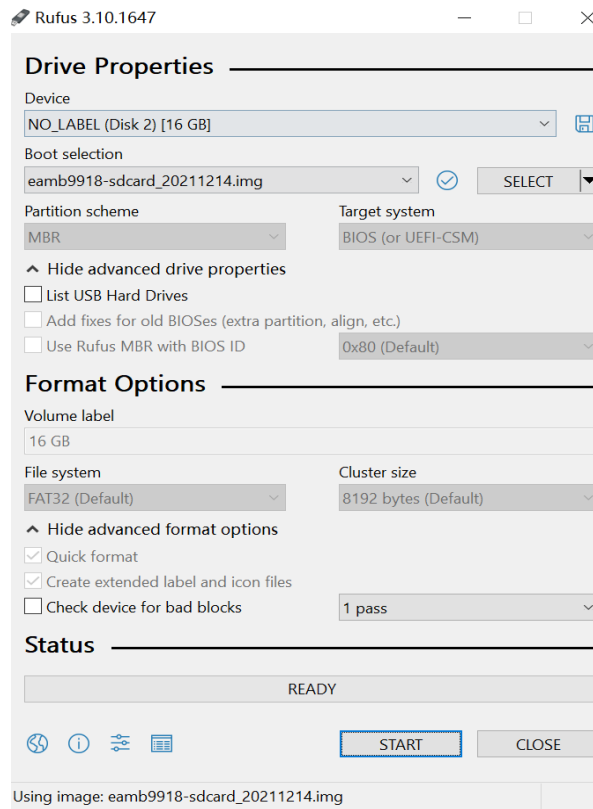 Rufus 3.10.1647
Drive Properties
Device
NO_LABEL (Disk 2) [16 GB]
Boot selection
eamb9918-sdcard_20211214.img SELECT
Partition scheme Target system
MBR BIOS (or UEFI-CSM)
Hide advanced drive properties
List USB Hard Drives
Add fixes for old BIOSes (extra partition, align, etc.)
Use Rufus MBR with BIOS ID 0x80 (Default)
Format Options
Volume label
16 GB
File system Cluster size
FAT32 (Default) 8192 bytes (Default)
Hide advanced format options
Quick format
Create extended label and icon files
Check device for bad blocks 1 pass
Status
READY
START CLOSE
Using image: eamb9918-sdcard_20211214.img